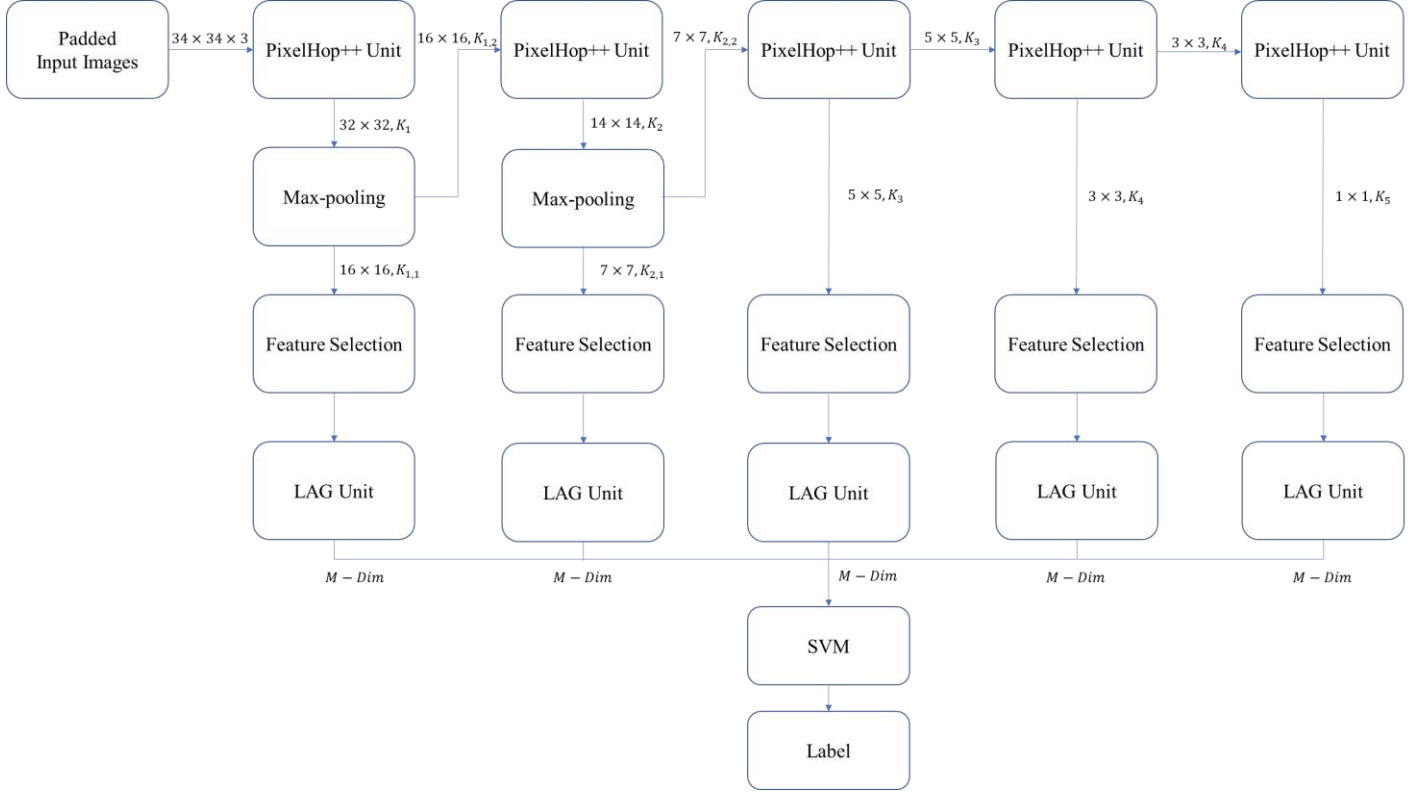 Padded
Input Images
34 × 34 × 3
PixelHop++ Unit
16 × 16, K₁,₂
PixelHop++ Unit
7 × 7, K₂,₂
PixelHop++ Unit
5 × 5, K₃
PixelHop++ Unit
3 × 3, K₄
PixelHop++ Unit
32 × 32, K₁
14 × 14, K₂
Max-pooling
Max-pooling
5 × 5, K₃
3 × 3, K₄
1 × 1, K₅
16 × 16, K₁,₁
7 × 7, K₂,₁
Feature Selection
Feature Selection
Feature Selection
Feature Selection
Feature Selection
LAG Unit
LAG Unit
LAG Unit
LAG Unit
LAG Unit
M − Dim
M − Dim
M − Dim
M − Dim
M − Dim
SVM
Label